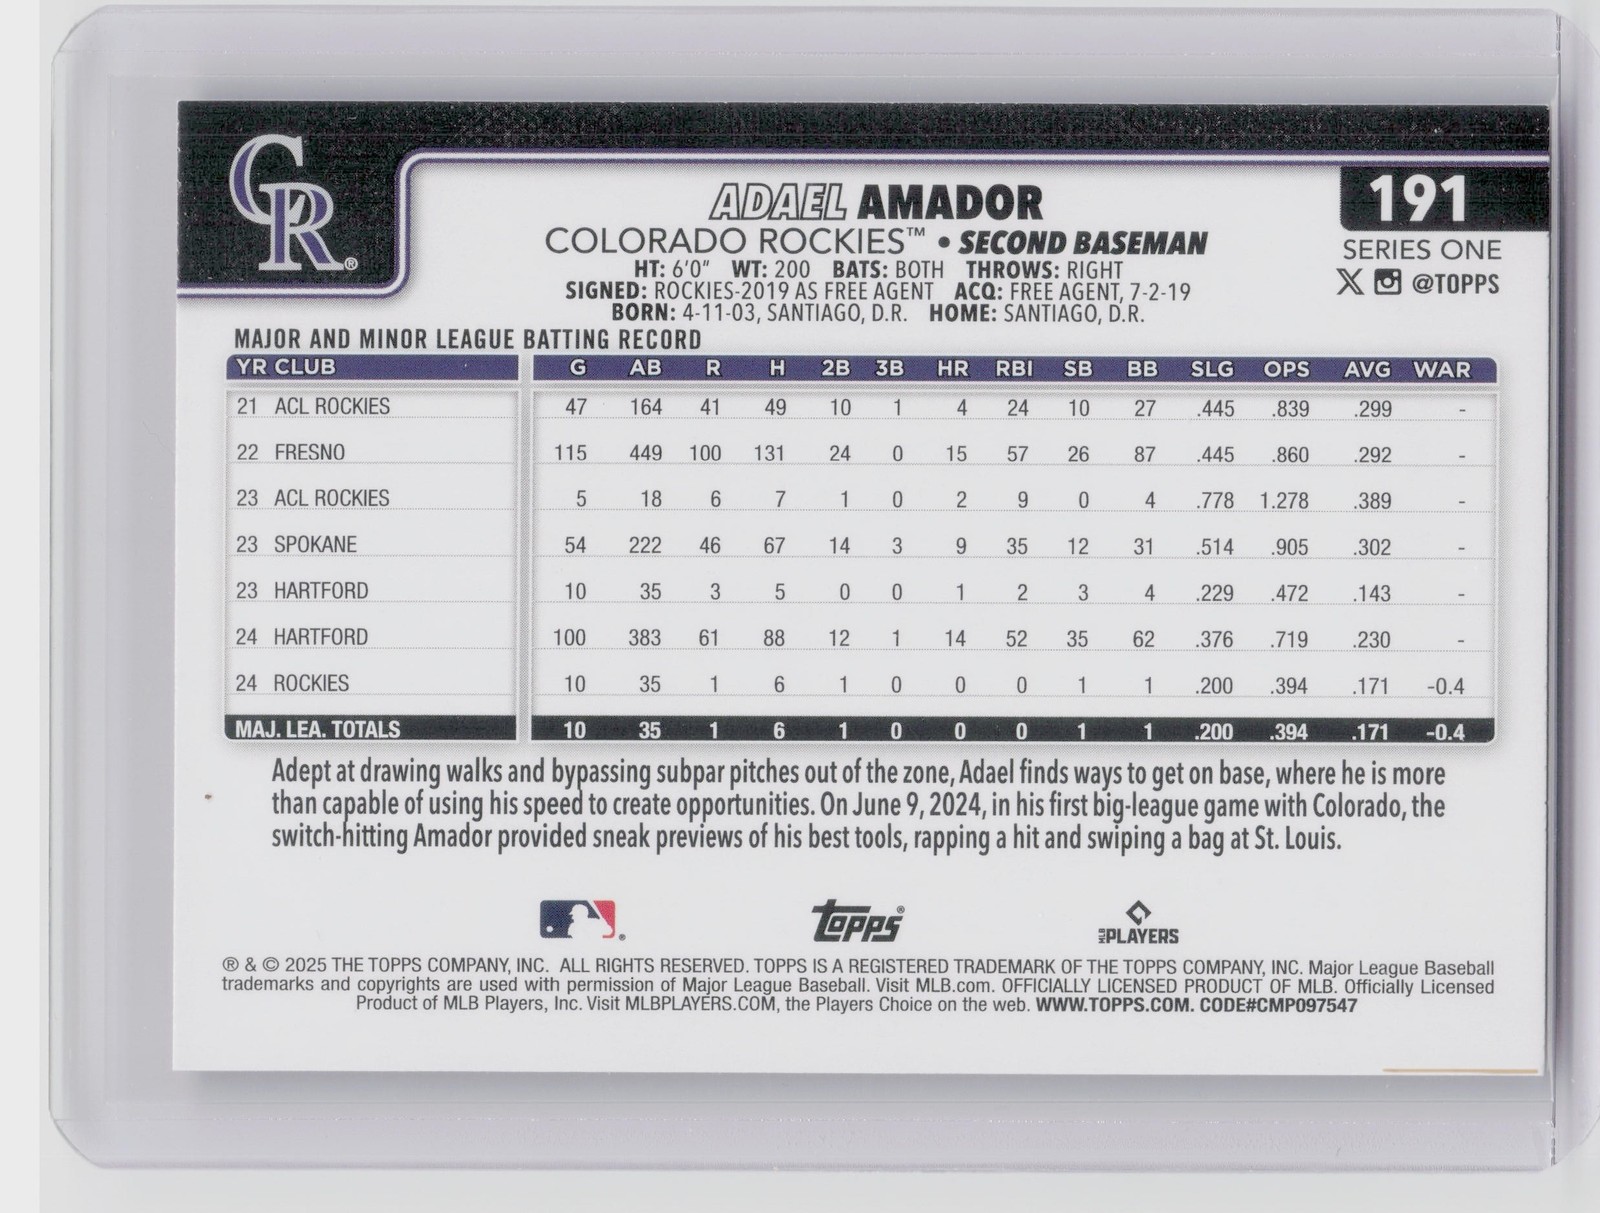 CR®
ADAEL AMADOR
191
COLORADO ROCKIES™ • SECOND BASEMAN
SERIES ONE
HT: 6'0" WT: 200 BATS: BOTH THROWS: RIGHT
X @TOPPS
SIGNED: ROCKIES-2019 AS FREE AGENT ACQ: FREE AGENT, 7-2-19
BORN: 4-11-03, SANTIAGO, D.R. HOME: SANTIAGO, D.R.
MAJOR AND MINOR LEAGUE BATTING RECORD
YR CLUB G AB R H 2B 3B HR RBI SB BB SLG OPS AVG WAR
21 ACL ROCKIES 47 164 41 49 10 1 4 24 10 27 .445 .839 .299 -
22 FRESNO 115 449 100 131 24 0 15 57 26 87 .445 .860 .292 -
23 ACL ROCKIES 5 18 6 7 1 0 2 9 0 4 .778 1.278 .389 -
23 SPOKANE 54 222 46 67 14 3 9 35 12 31 .514 .905 .302 -
23 HARTFORD 10 35 3 5 0 0 1 2 3 4 .229 .472 .143 -
24 HARTFORD 100 383 61 88 12 1 14 52 35 62 .376 .719 .230 -
24 ROCKIES 10 35 1 6 1 0 0 0 1 1 .200 .394 .171 -0.4
MAJ. LEA. TOTALS 10 35 1 6 1 0 0 0 1 1 .200 .394 .171 -0.4
Adept at drawing walks and bypassing subpar pitches out of the zone, Adael finds ways to get on base, where he is more
than capable of using his speed to create opportunities. On June 9, 2024, in his first big-league game with Colorado, the
switch-hitting Amador provided sneak previews of his best tools, rapping a hit and swiping a bag at St. Louis.
® TOPPS® MLB PLAYERS
® & © 2025 THE TOPPS COMPANY, INC. ALL RIGHTS RESERVED. TOPPS IS A REGISTERED TRADEMARK OF THE TOPPS COMPANY, INC. Major League Baseball
trademarks and copyrights are used with permission of Major League Baseball. Visit MLB.com. OFFICIALLY LICENSED PRODUCT OF MLB. Officially Licensed
Product of MLB Players, Inc. Visit MLBPLAYERS.COM, the Players Choice on the web. WWW.TOPPS.COM. CODE#CMP097547